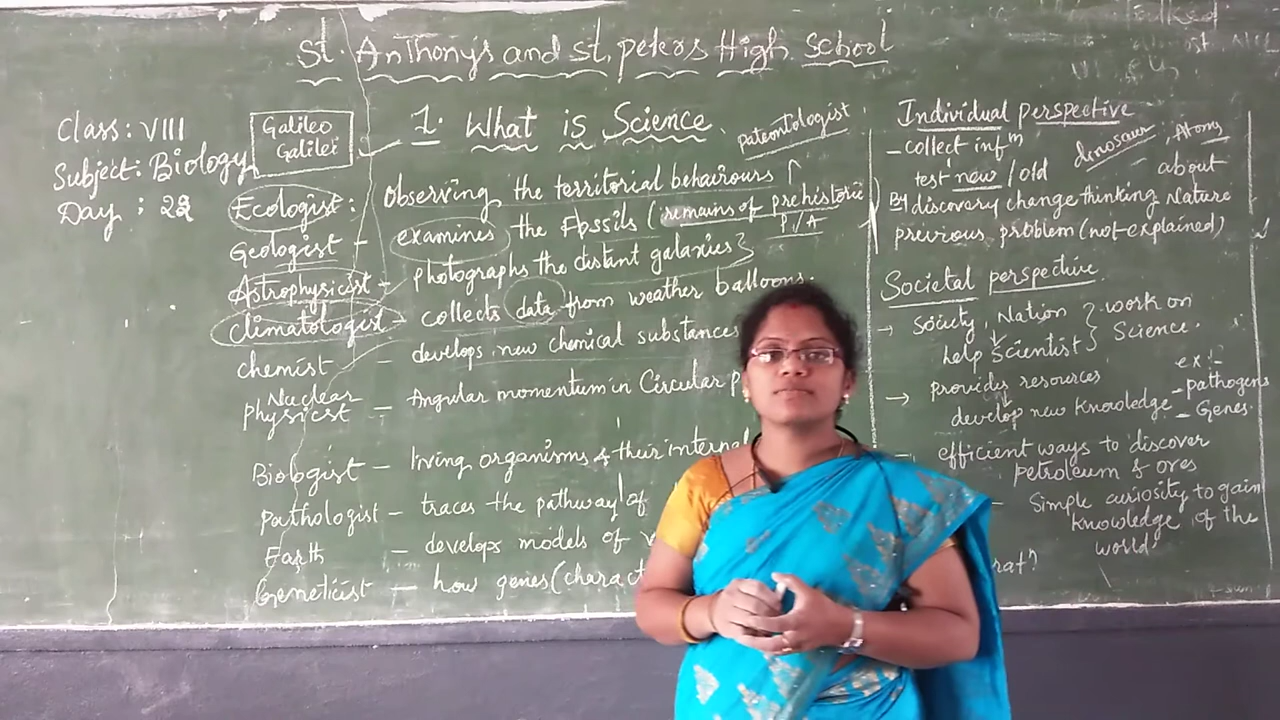 St. Anthony's and St. peters High School
Class: VIII
Subject: Biology
Day : 22
Galileo
Galilei
1. What is Science
Ecologist: observing the territorial behaviours
Geologist - examines the Fossils (remains of prehistoric
P/A
Astrophysicist - photographs the distant galaxies
Climatologist - collects data from weather balloons.
chemist - develops new chemical substances
Nuclear
physicst - Angular momentum in Circular p
Biologist - living organisms & their internal
pathologist - traces the pathway of
Earth - develops models of
Geneticist - how genes (charact
Individual perspective
- collect infm
dinosaur, Atoms
test new / old
about
By discovery change thinking Nature
previous problem (not explained)
Societal perspective
→ society, Nation } work on
help Scientist } Science.
→ provides resources
ex:-
develop new knowledge - pathogens
- Genes.
- efficient ways to discover
petroleum & ores
- Simple curiosity to gain
knowledge of the
world